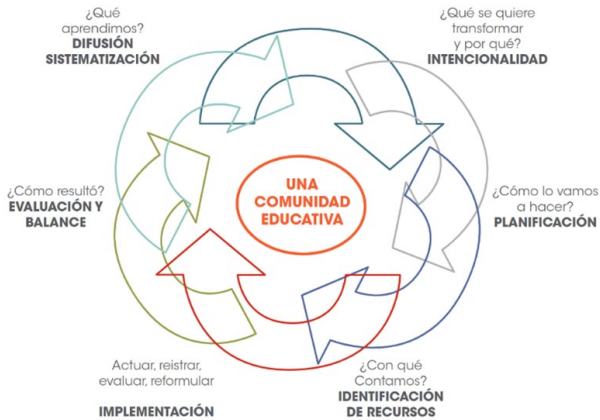 ¿Qué
aprendimos?
DIFUSIÓN
SISTEMATIZACIÓN
¿Qué se quiere
transformar
y por qué?
INTENCIONALIDAD
¿Cómo resultó?
EVALUACIÓN Y
BALANCE
UNA
COMUNIDAD
EDUCATIVA
¿Cómo lo vamos
a hacer?
PLANIFICACIÓN
Actuar, reistrar,
evaluar, reformular
IMPLEMENTACIÓN
¿Con qué
Contamos?
IDENTIFICACIÓN
DE RECURSOS